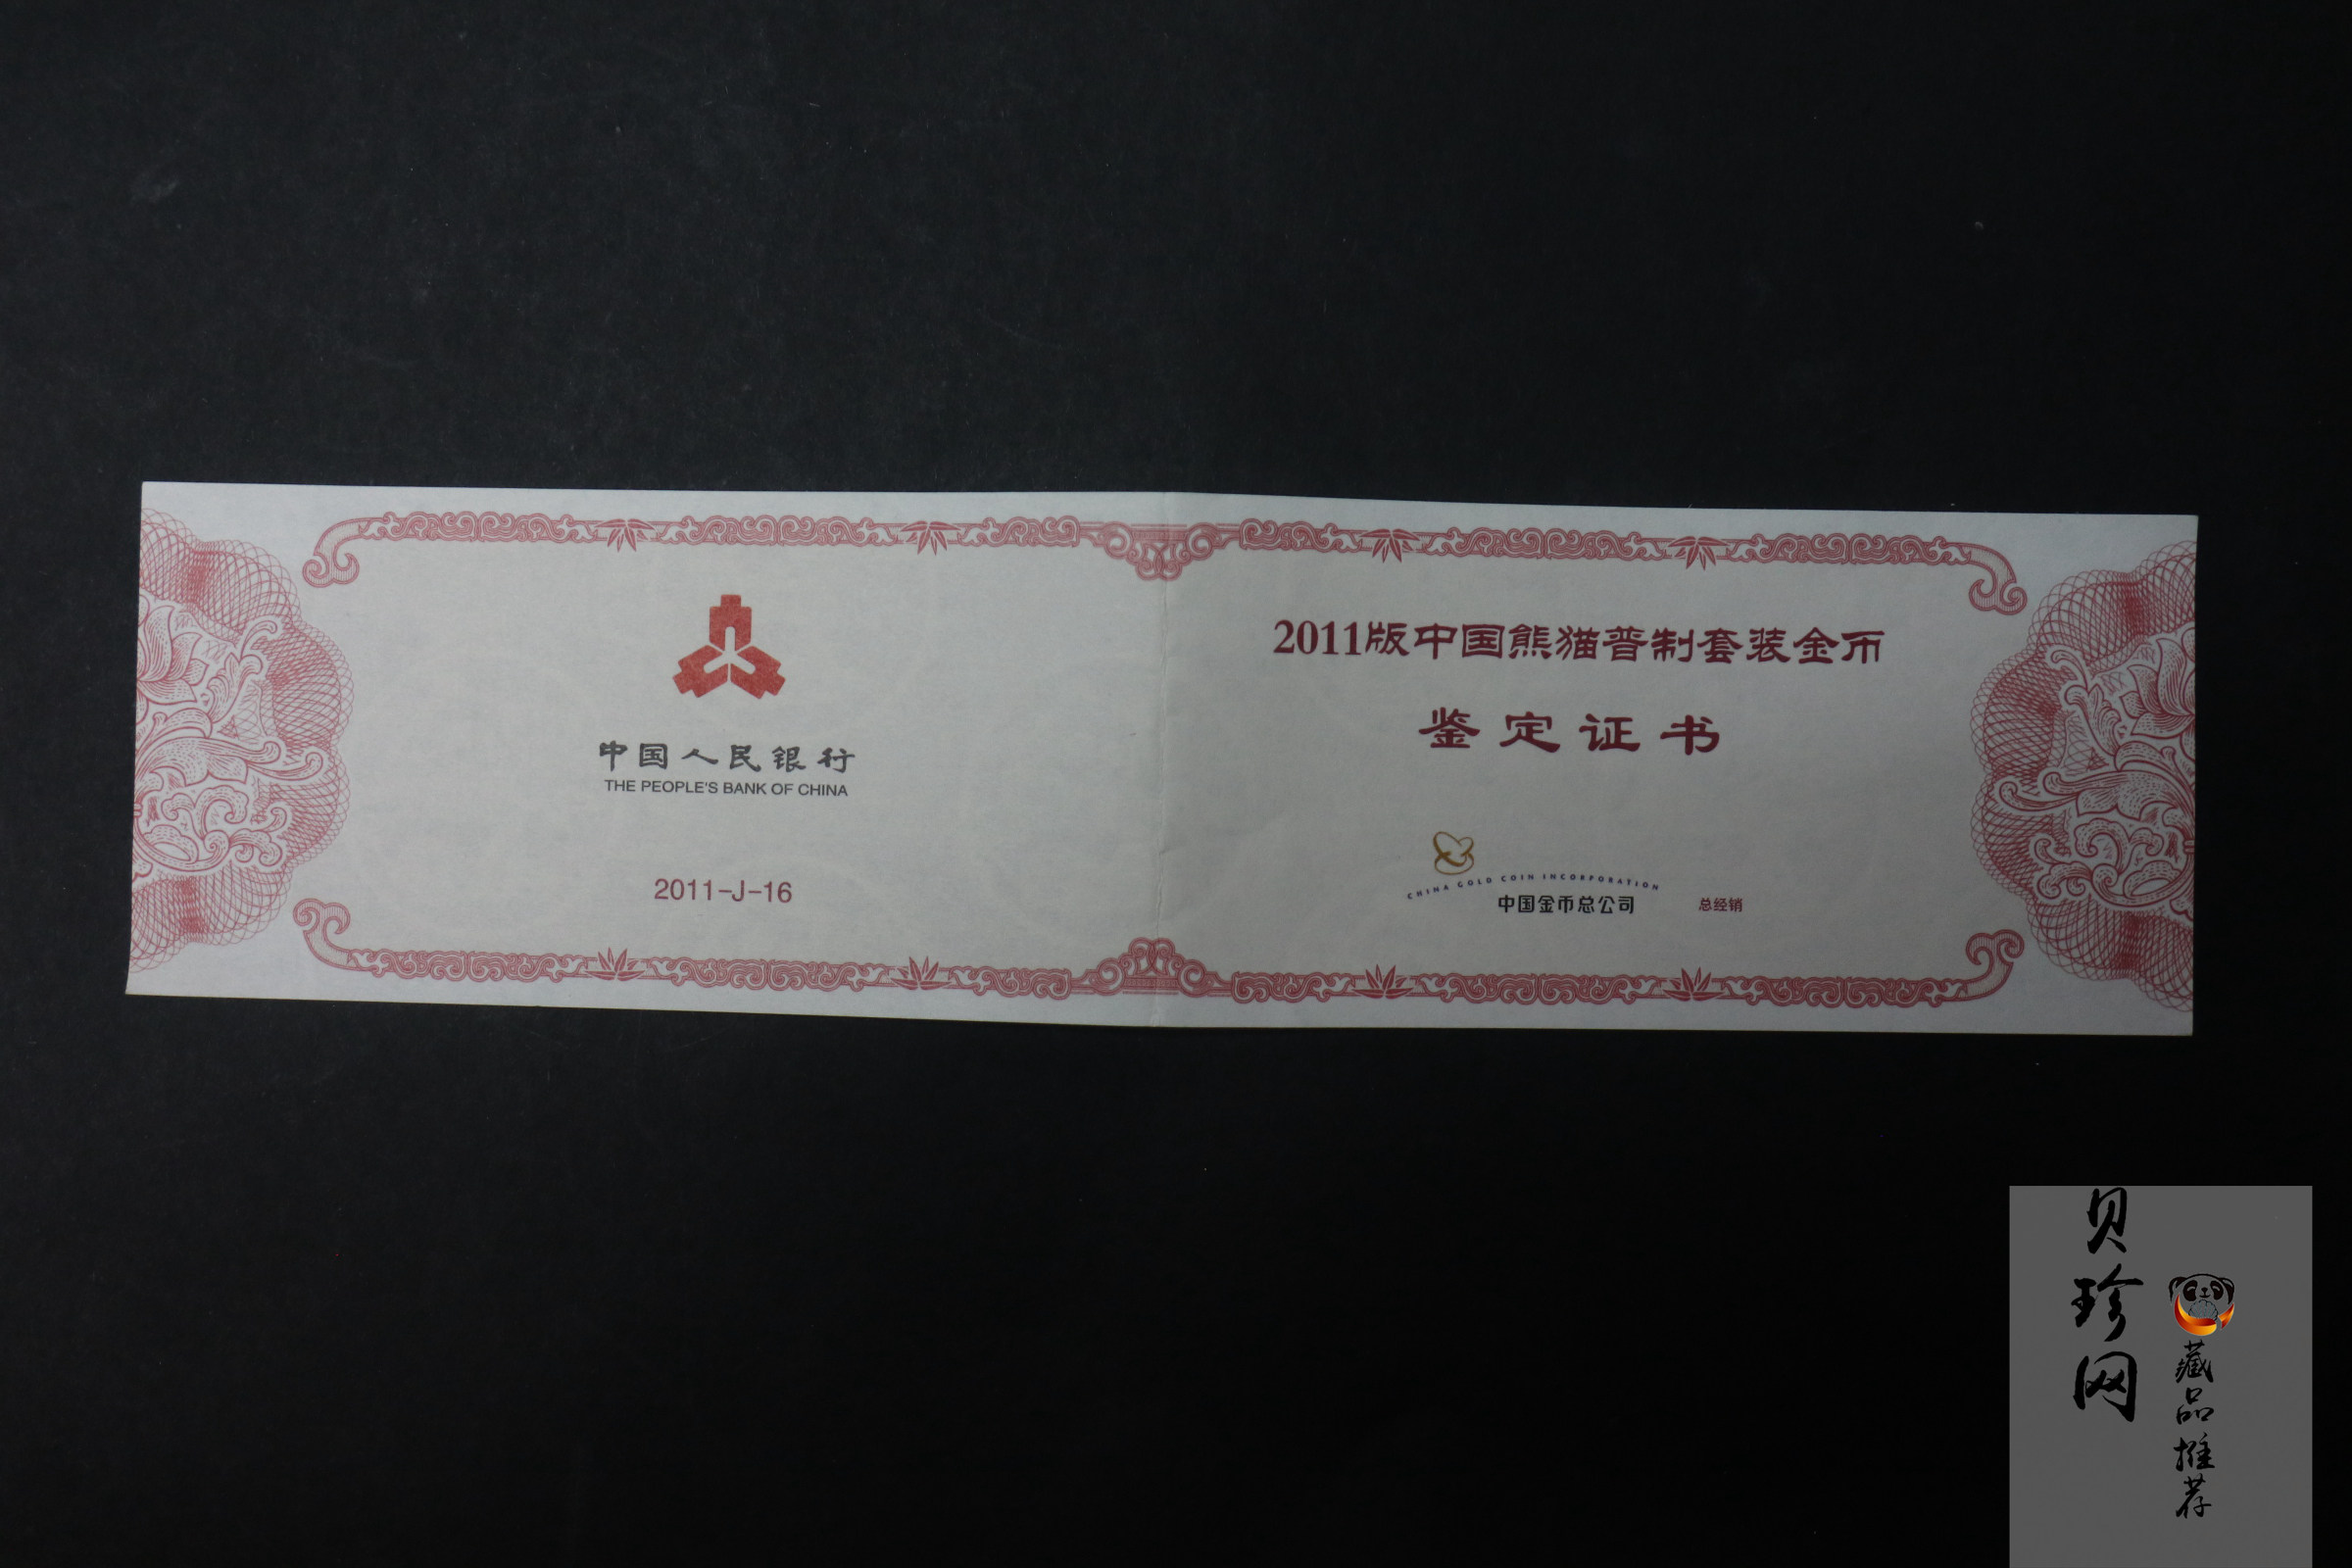 中国人民银行
THE PEOPLE'S BANK OF CHINA
2011-J-16
2011版中国熊猫普制套装金币
鉴定证书
CHINA GOLD COIN INCORPORATION
中国金币总公司 总经销
贝珍网
藏品推荐